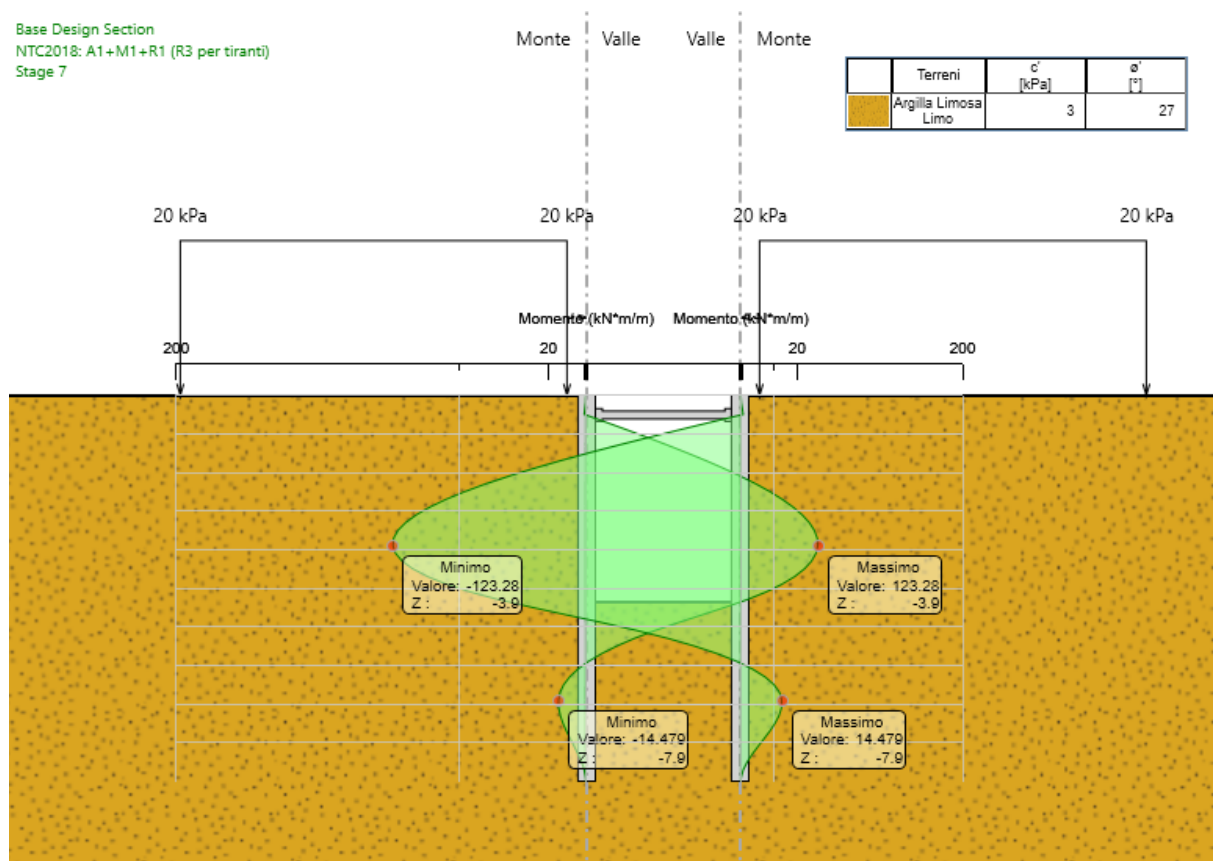 Base Design Section
NTC2018: A1+M1+R1 (R3 per tiranti)
Stage 7
Monte Valle Valle Monte
Terreni c' [kPa] ø' [°]
Argilla Limosa Limo 3 27
20 kPa 20 kPa 20 kPa 20 kPa
Momento (kN*m/m) Momento (kN*m/m)
200 20 20 200
Minimo
Valore: -123.28
Z : -3.9
Massimo
Valore: 123.28
Z : -3.9
Minimo
Valore: -14.479
Z : -7.9
Massimo
Valore: 14.479
Z : -7.9